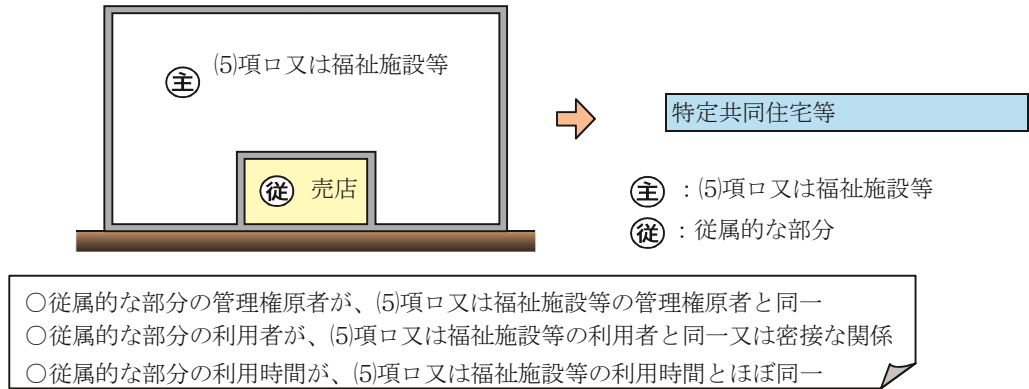 ㊟主 ⑸項ロ又は福祉施設等
従 売店
特定共同住宅等
主 ：⑸項ロ又は福祉施設等
従 ：従属的な部分
○従属的な部分の管理権原者が、⑸項ロ又は福祉施設等の管理権原者と同一
○従属的な部分の利用者が、⑸項ロ又は福祉施設等の利用者と同一又は密接な関係
○従属的な部分の利用時間が、⑸項ロ又は福祉施設等の利用時間とほぼ同一